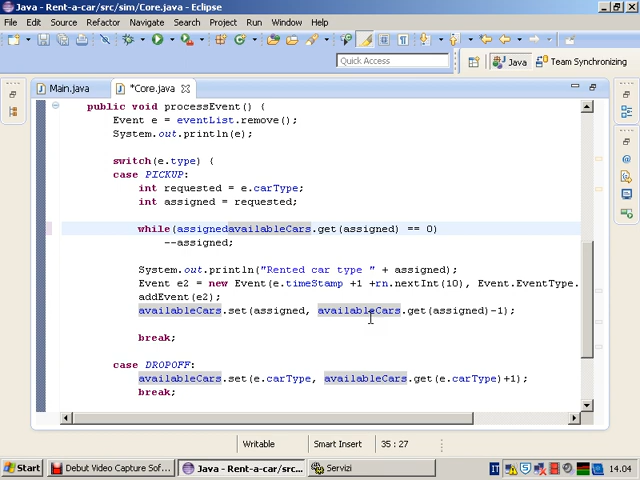 Java - Rent-a-car/src/sim/Core.java - Eclipse
File Edit Source Refactor Navigate Search Project Run Window Help
Quick Access
Java
Team Synchronizing
Main.java
*Core.java
public void processEvent() {
Event e = eventList.remove();
System.out.println(e);
switch(e.type) {
case PICKUP:
int requested = e.carType;
int assigned = requested;
while(assignedavailableCars.get(assigned) == 0)
--assigned;
System.out.println("Rented car type " + assigned);
Event e2 = new Event(e.timeStamp +1 +rn.nextInt(10), Event.EventType.
addEvent(e2);
availableCars.set(assigned, availableCars.get(assigned)-1);
break;
case DROPOFF:
availableCars.set(e.carType, availableCars.get(e.carType)+1);
break;
Writable
Smart Insert
35 : 27
Start
Debut Video Capture Sof...
Java - Rent-a-car/src...
Servizi
IT
14.04